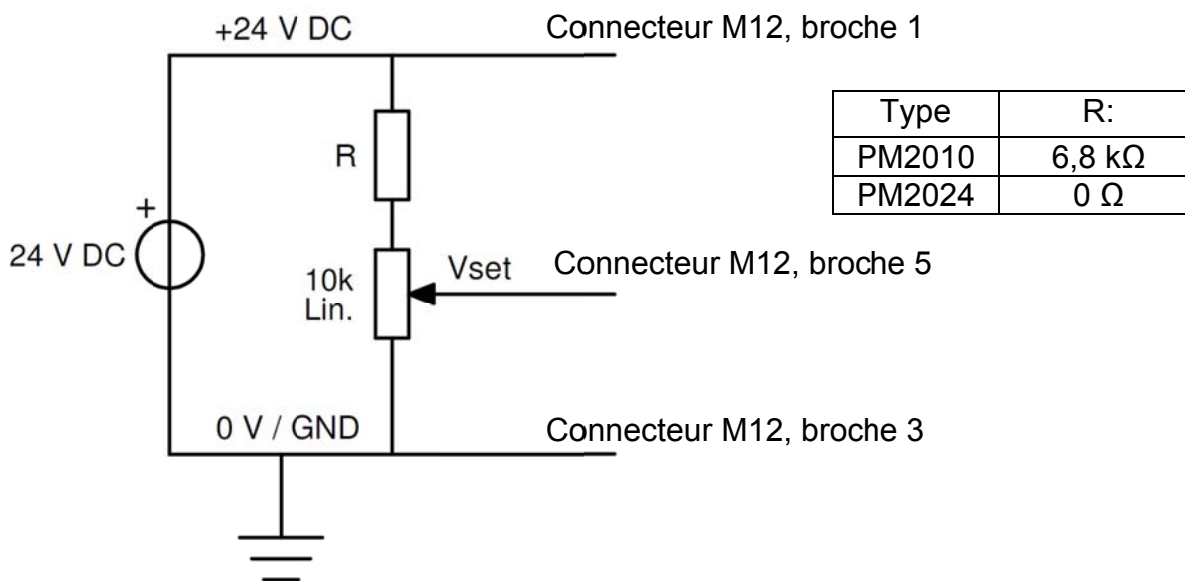 +24 V DC
Connecteur M12, broche 1
Type R:
PM2010 6,8 kΩ
PM2024 0 Ω
R
+
24 V DC
10k
Lin.
Vset
Connecteur M12, broche 5
0 V / GND
Connecteur M12, broche 3